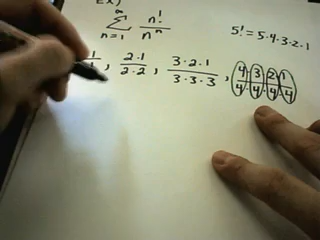 Ex)
∞
Σ n!/nⁿ
n=1
5! = 5·4·3·2·1
1/1, 2·1/2·2, 3·2·1/3·3·3, 4·3·2·1/4·4·4·4